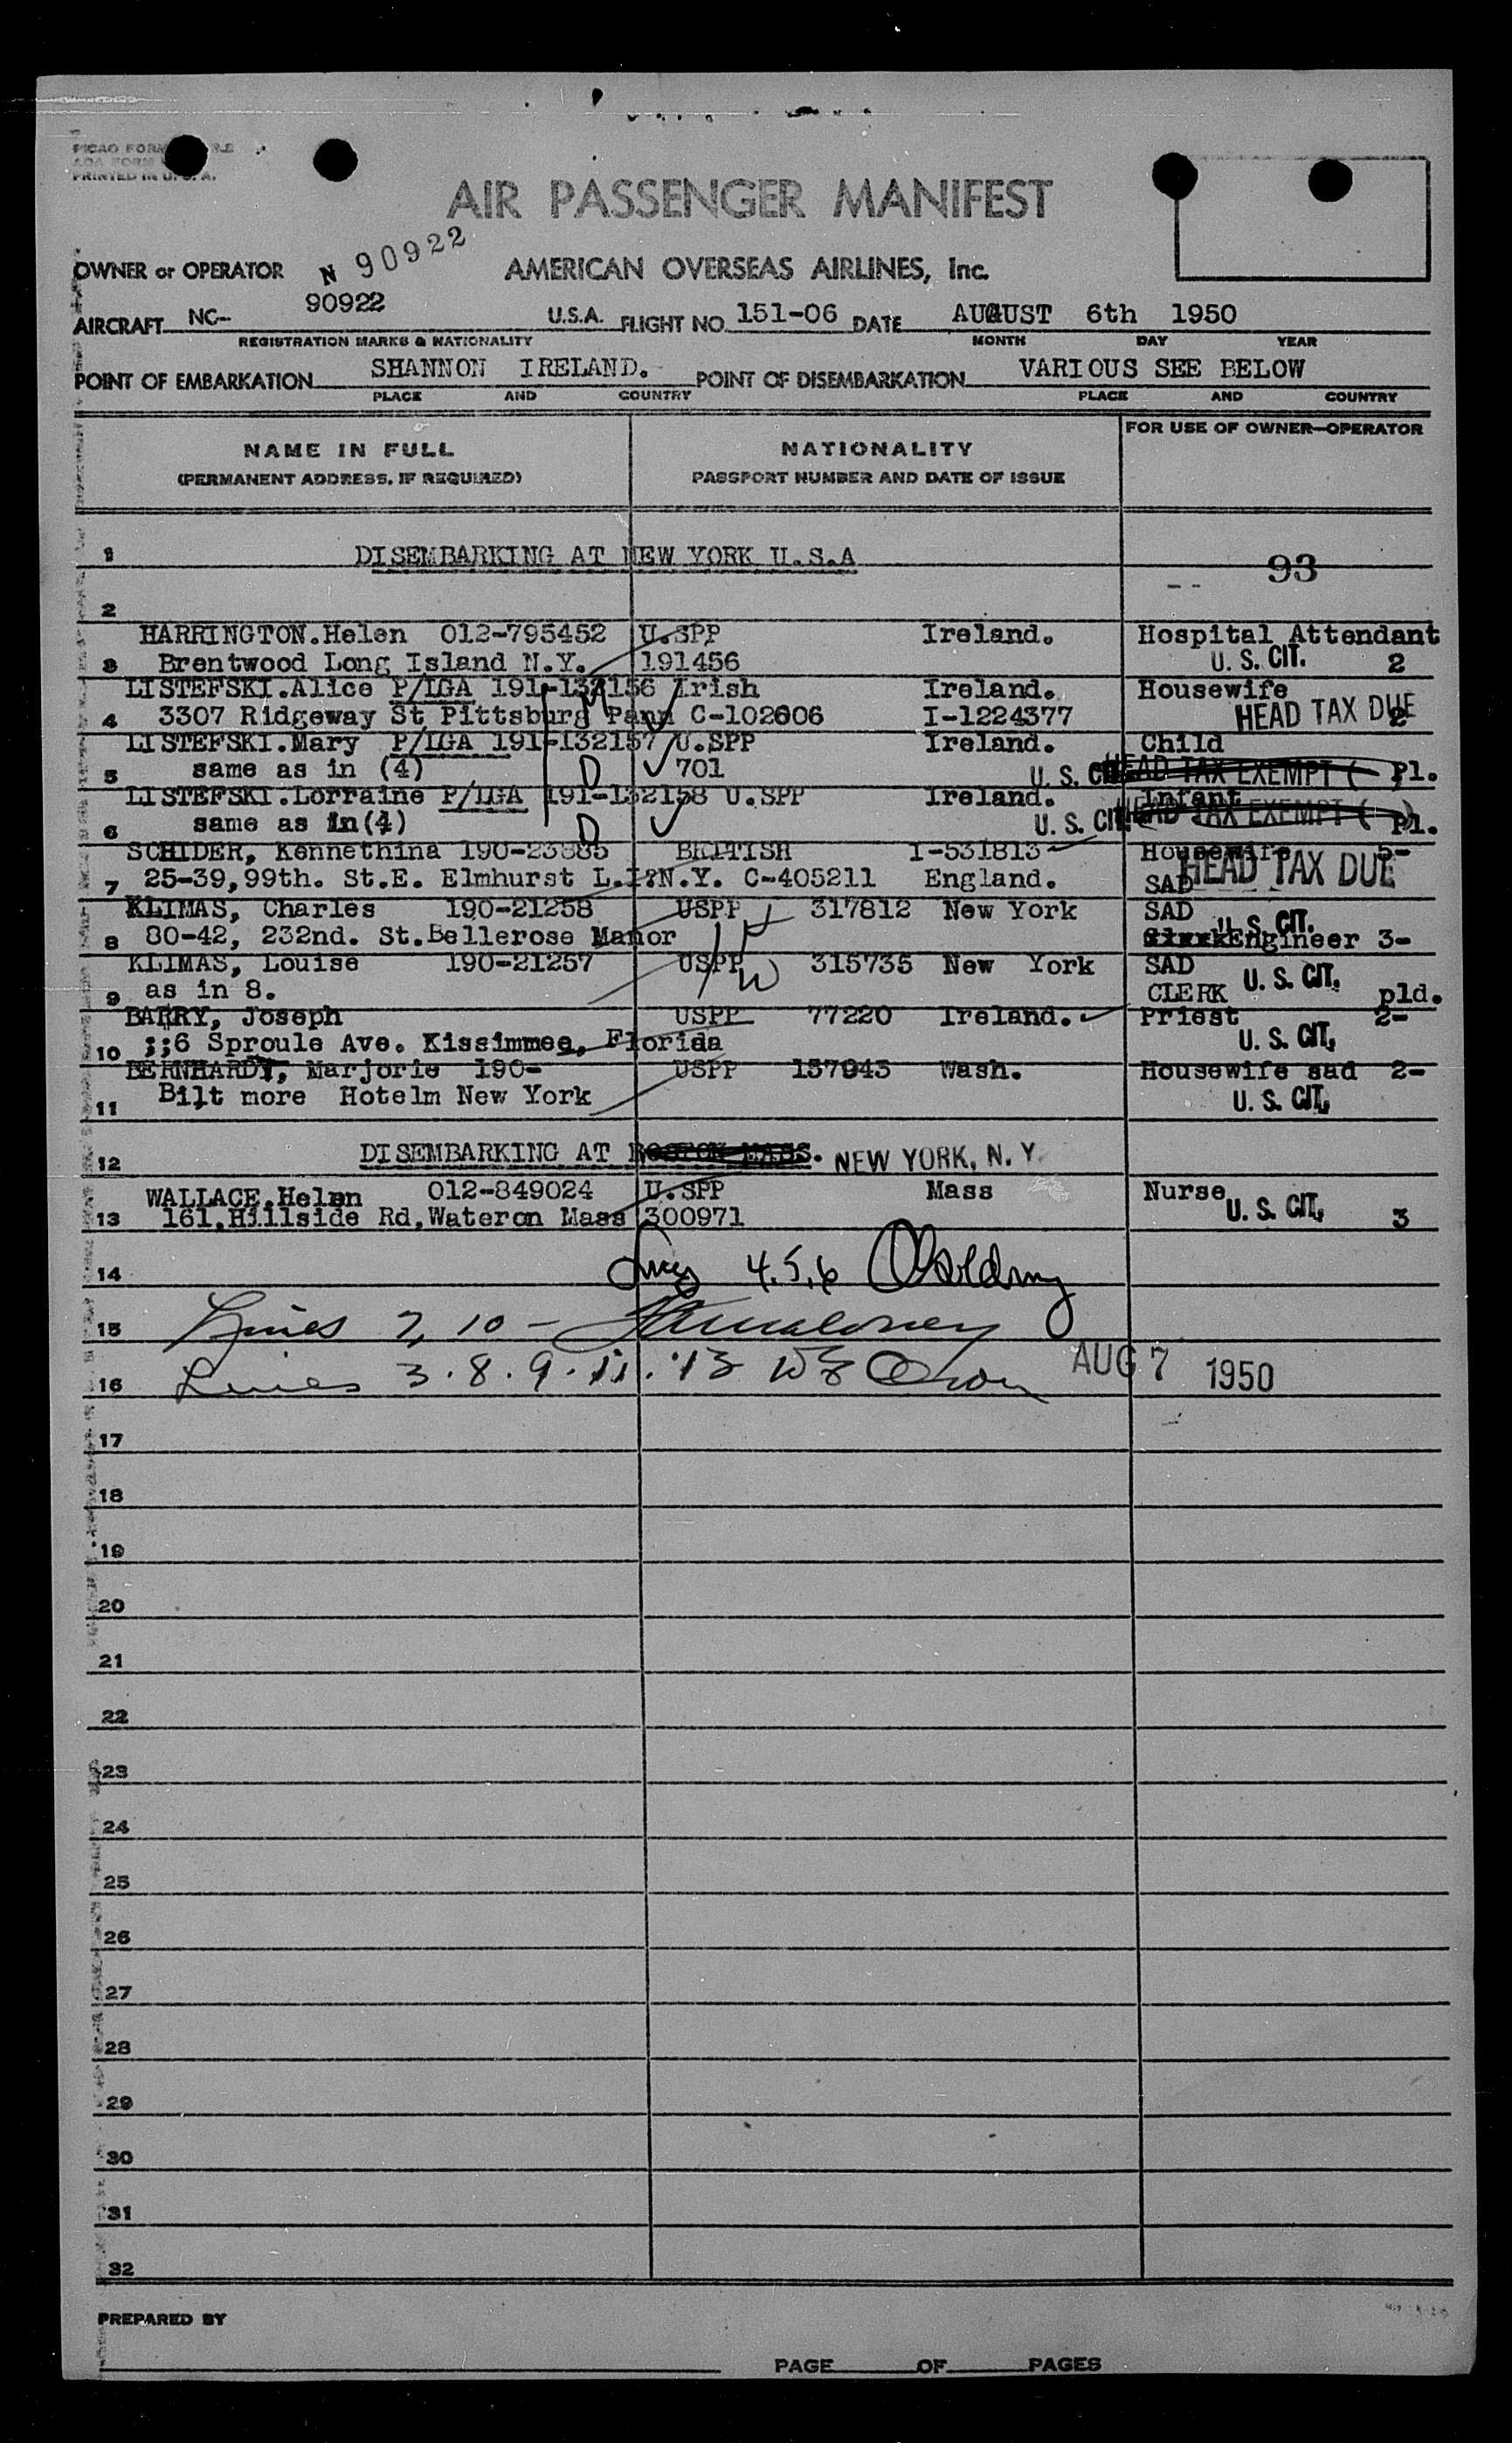 PRINTED IN U. S. A.
AIR PASSENGER MANIFEST
OWNER or OPERATOR N 90922 AMERICAN OVERSEAS AIRLINES, Inc.
AIRCRAFT NC- 90922 U.S.A. FLIGHT NO 151-06 DATE AUGUST 6th 1950
REGISTRATION MARKS & NATIONALITY MONTH DAY YEAR
POINT OF EMBARKATION SHANNON IRELAND. POINT OF DISEMBARKATION VARIOUS SEE BELOW
PLACE AND COUNTRY PLACE AND COUNTRY
FOR USE OF OWNER—OPERATOR
NAME IN FULL NATIONALITY
(PERMANENT ADDRESS, IF REQUIRED) PASSPORT NUMBER AND DATE OF ISSUE
1 DISEMBARKING AT NEW YORK U.S.A 93
2
HARRINGTON.Helen 012-795452 U.SPP Ireland. Hospital Attendant
3 Brentwood Long Island N.Y. 191456 U. S. CIT. 2
LISTEFSKI.Alice P/LGA 191-132156 Irish Ireland. Housewife
4 3307 Ridgeway St Pittsburg Penn C-102606 I-1224377 HEAD TAX DUE 2
LISTEFSKI.Mary P/LGA 191-132157 U.SPP Ireland. Child
5 same as in (4) D 701 U. S. CIT. HEAD TAX EXEMPT ( Pl.
LISTEFSKI.Lorraine P/LGA 191-132158 U.SPP Ireland. Infant
6 same as in(4) D U. S. CIT. HEAD TAX EXEMPT ( ) Pl.
SCHIDER, Kennethina 190-23885 BRITISH I-531813 Housewife 5-
7 25-39,99th. St.E. Elmhurst L.I?N.Y. C-405211 England. SAD HEAD TAX DUE
KLIMAS, Charles 190-21258 USPP 317812 New York SAD U. S. CIT.
8 80-42, 232nd. St.Bellerose Manor Engineer 3-
KLIMAS, Louise 190-21257 USPP 315735 New York SAD U. S. CIT.
9 as in 8. CLERK pld.
BARRY, Joseph USPP 77220 Ireland. Priest 2-
10 ;;6 Sproule Ave. Kissimmee, Florida U. S. CIT,
BERNHARDT, Marjorie 190- USPP 157943 Wash. Housewife sad 2-
11 Bilt more Hotelm New York U. S. CIT,
12 DISEMBARKING AT BOSTON MASS. NEW YORK, N. Y.
WALLACE.Helen 012-849024 U.SPP Mass Nurse U. S. CIT,
13 161,Hillside Rd,Wateron Mass 300971 3
14 4.5.6
15 Lines 7, 10 -
16 Lines 3.8.9.11.13 AUG 7 1950
17
18
19
20
21
22
23
24
25
26
27
28
29
30
31
32
PREPARED BY
PAGE OF PAGES